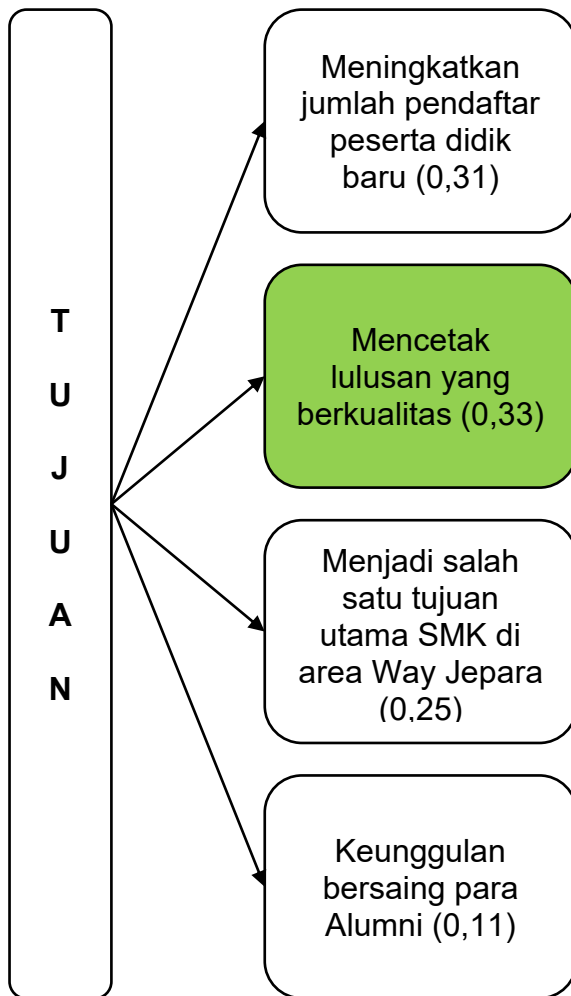 T
U
J
U
A
N
Meningkatkan
jumlah pendaftar
peserta didik
baru (0,31)
Mencetak
lulusan yang
berkualitas (0,33)
Menjadi salah
satu tujuan
utama SMK di
area Way Jepara
(0,25)
Keunggulan
bersaing para
Alumni (0,11)